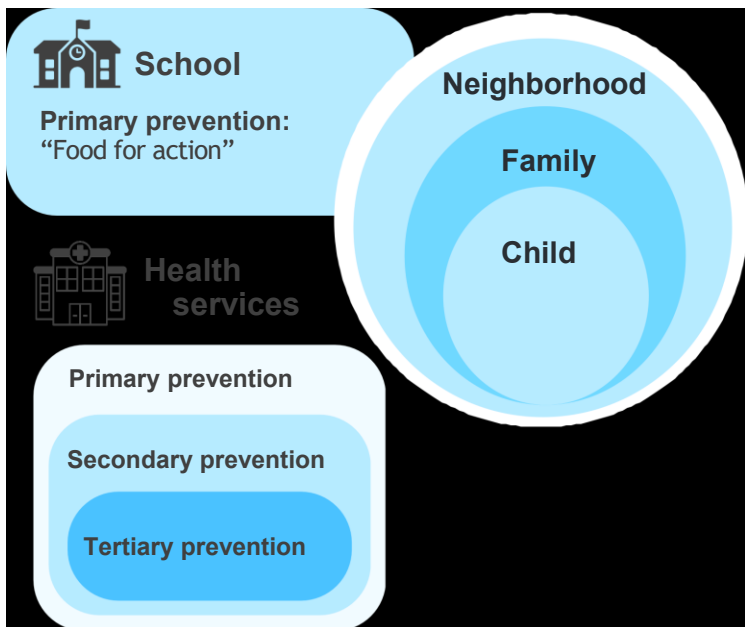 School
Primary prevention:
“Food for action”
Neighborhood
Family
Child
Health
services
Primary prevention
Secondary prevention
Tertiary prevention